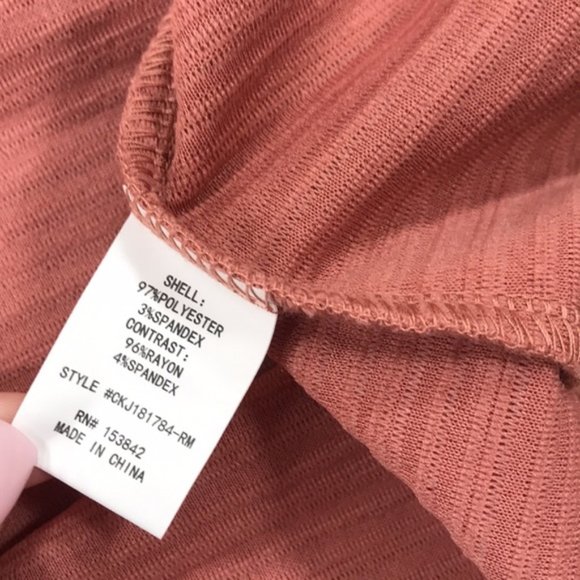 SHELL:
97%POLYESTER
3%SPANDEX
CONTRAST:
96%RAYON
4%SPANDEX
STYLE #CKJ181784-RM
RN# 153842
MADE IN CHINA